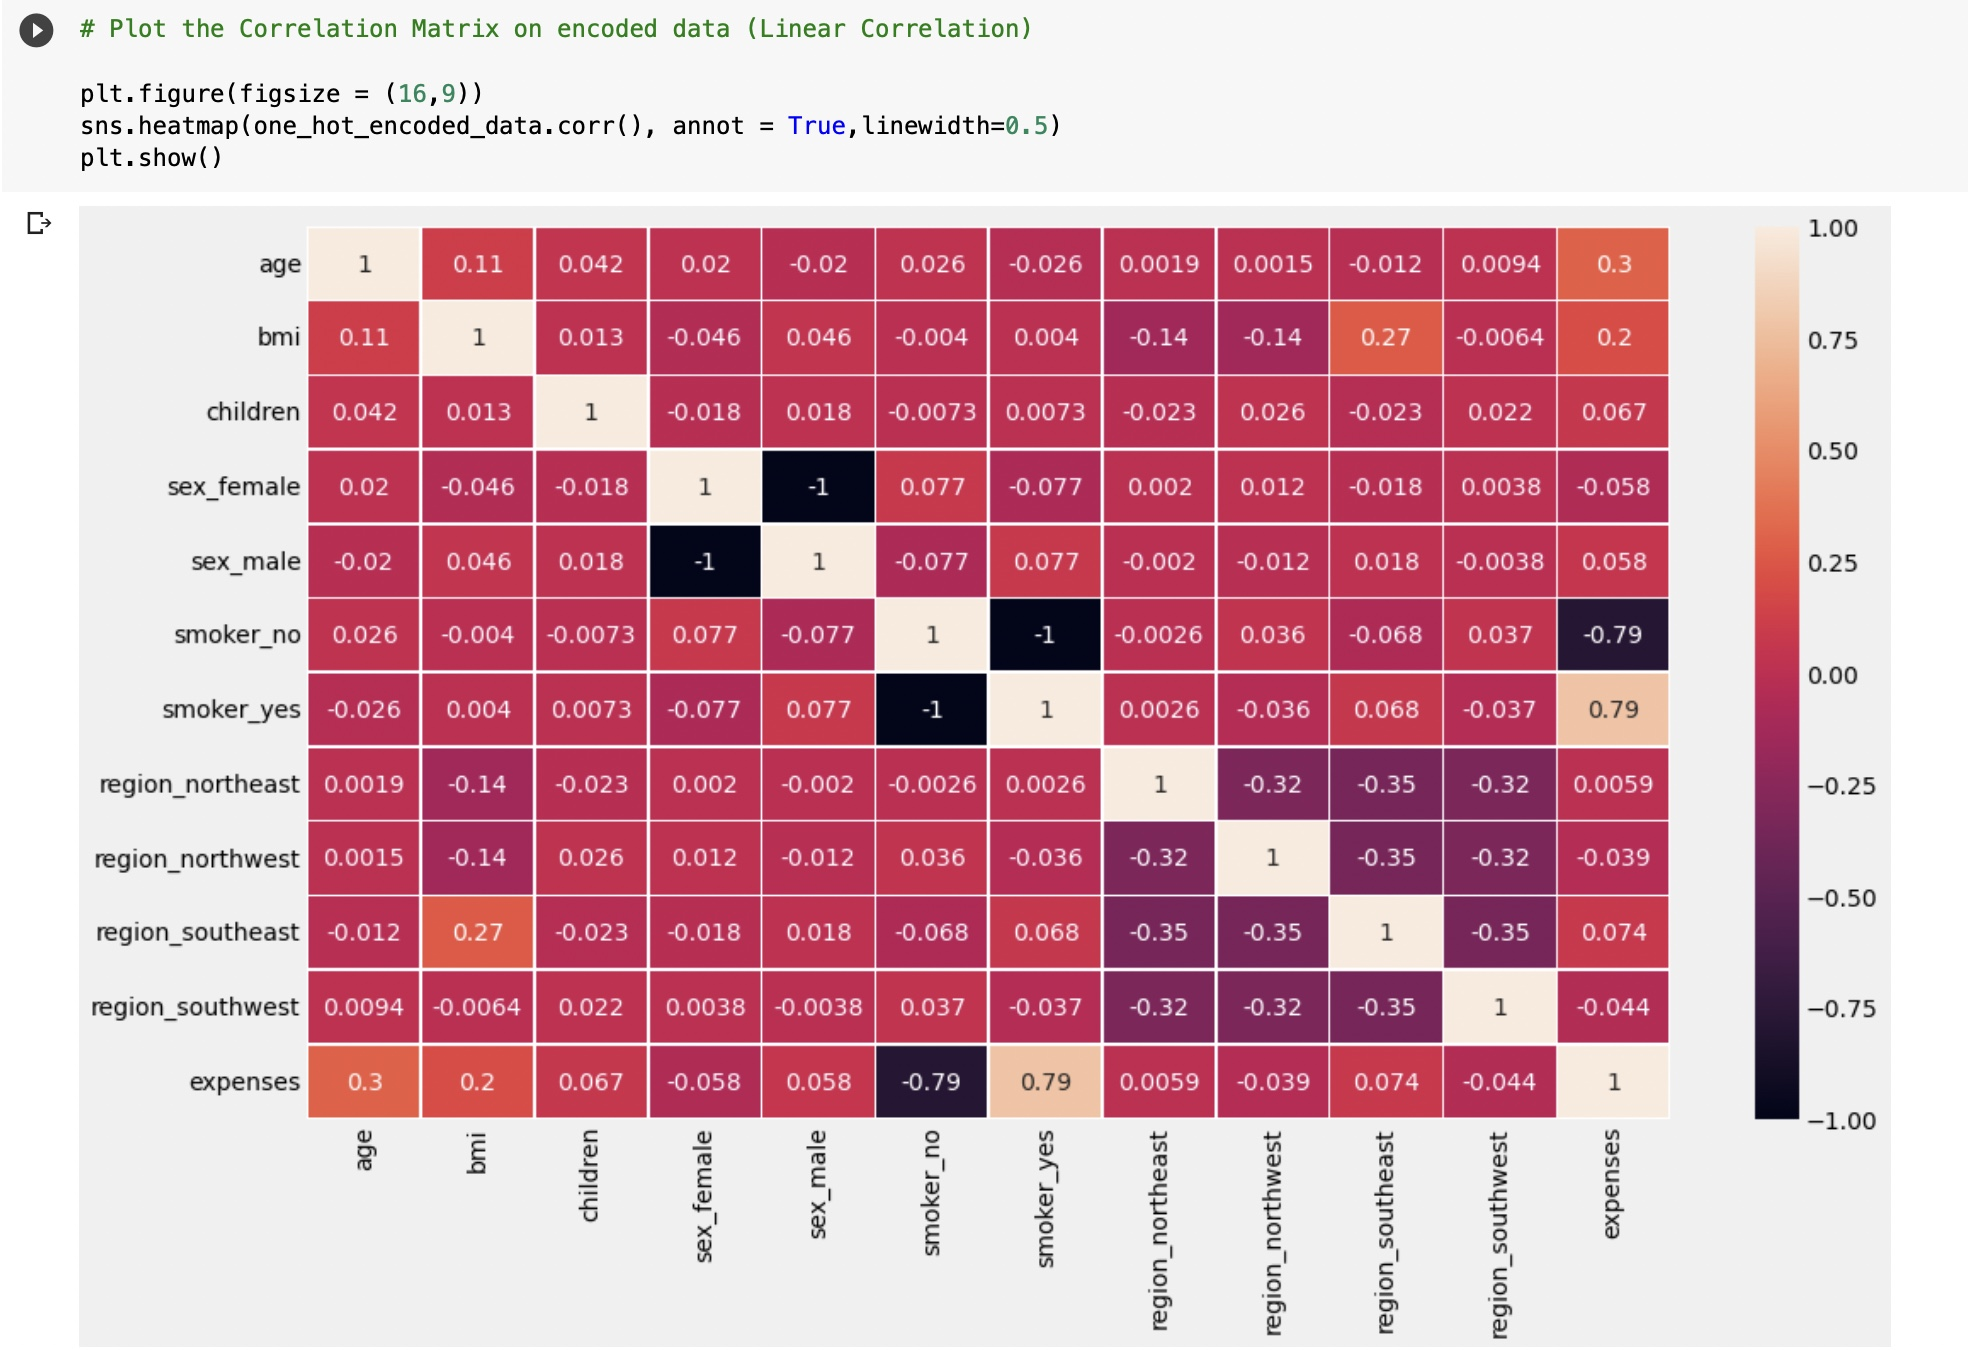 # Plot the Correlation Matrix on encoded data (Linear Correlation)
plt.figure(figsize = (16,9))
sns.heatmap(one_hot_encoded_data.corr(), annot = True,linewidth=0.5)
plt.show()
age 1 0.11 0.042 0.02 -0.02 0.026 -0.026 0.0019 0.0015 -0.012 0.0094 0.3
bmi 0.11 1 0.013 -0.046 0.046 -0.004 0.004 -0.14 -0.14 0.27 -0.0064 0.2
children 0.042 0.013 1 -0.018 0.018 -0.0073 0.0073 -0.023 0.026 -0.023 0.022 0.067
sex_female 0.02 -0.046 -0.018 1 -1 0.077 -0.077 0.002 0.012 -0.018 0.0038 -0.058
sex_male -0.02 0.046 0.018 -1 1 -0.077 0.077 -0.002 -0.012 0.018 -0.0038 0.058
smoker_no 0.026 -0.004 -0.0073 0.077 -0.077 1 -1 -0.0026 0.036 -0.068 0.037 -0.79
smoker_yes -0.026 0.004 0.0073 -0.077 0.077 -1 1 0.0026 -0.036 0.068 -0.037 0.79
region_northeast 0.0019 -0.14 -0.023 0.002 -0.002 -0.0026 0.0026 1 -0.32 -0.35 -0.32 0.0059
region_northwest 0.0015 -0.14 0.026 0.012 -0.012 0.036 -0.036 -0.32 1 -0.35 -0.32 -0.039
region_southeast -0.012 0.27 -0.023 -0.018 0.018 -0.068 0.068 -0.35 -0.35 1 -0.35 0.074
region_southwest 0.0094 -0.0064 0.022 0.0038 -0.0038 0.037 -0.037 -0.32 -0.32 -0.35 1 -0.044
expenses 0.3 0.2 0.067 -0.058 0.058 -0.79 0.79 0.0059 -0.039 0.074 -0.044 1
age
bmi
children
sex_female
sex_male
smoker_no
smoker_yes
region_northeast
region_northwest
region_southeast
region_southwest
expenses
1.00
0.75
0.50
0.25
0.00
−0.25
−0.50
−0.75
−1.00